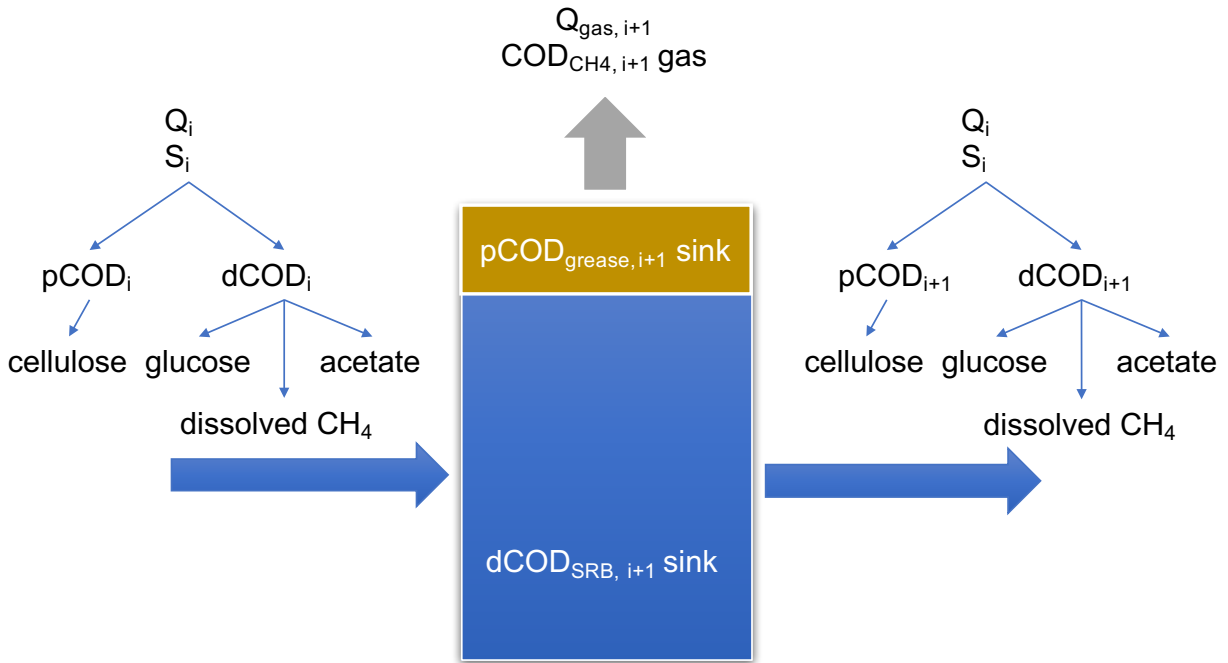 Q_gas, i+1
COD_CH4, i+1 gas
Q_i
S_i
pCOD_i
dCOD_i
cellulose
glucose
acetate
dissolved CH_4
pCOD_grease, i+1 sink
dCOD_SRB, i+1 sink
Q_i
S_i
pCOD_i+1
dCOD_i+1
cellulose
glucose
acetate
dissolved CH_4